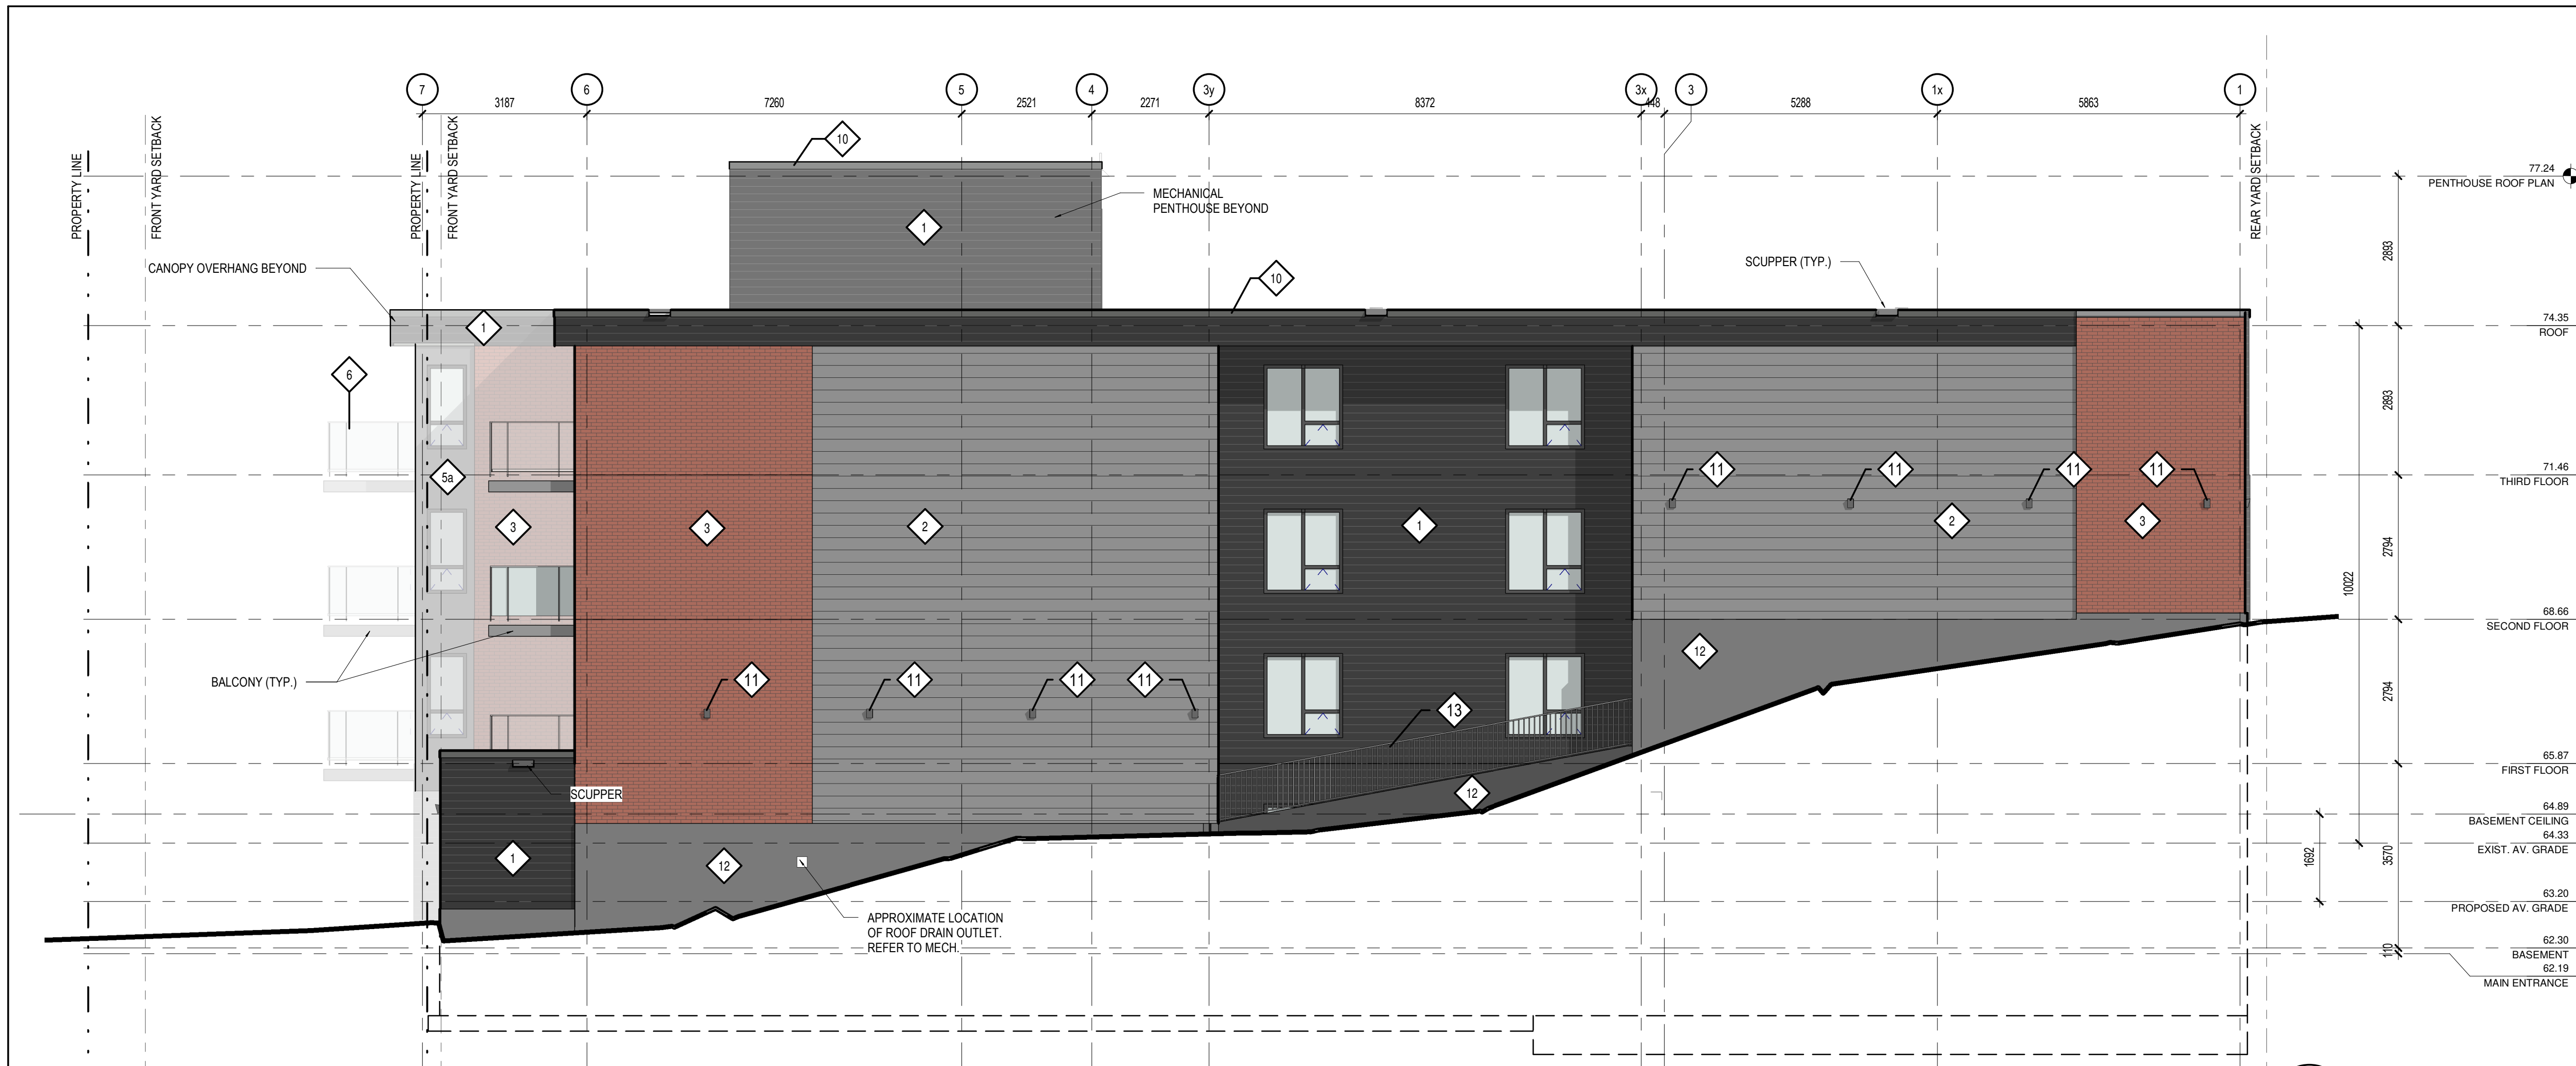 7
6
5
4
3y
3x
3
1x
1
3187
7260
2521
2271
8372
448
5288
5863
PROPERTY LINE
FRONT YARD SETBACK
PROPERTY LINE
FRONT YARD SETBACK
REAR YARD SETBACK
10
MECHANICAL
PENTHOUSE BEYOND
1
77.24
PENTHOUSE ROOF PLAN
2893
CANOPY OVERHANG BEYOND
10
SCUPPER (TYP.)
1
74.35
ROOF
6
2893
5a
11
11
11
11
71.46
THIRD FLOOR
3
3
2
1
2
3
2794
10022
68.66
SECOND FLOOR
12
BALCONY (TYP.)
11
11
11
11
13
2794
65.87
FIRST FLOOR
SCUPPER
12
64.89
BASEMENT CEILING
64.33
EXIST. AV. GRADE
1
12
1692
3570
63.20
PROPOSED AV. GRADE
APPROXIMATE LOCATION
OF ROOF DRAIN OUTLET.
REFER TO MECH.
110
62.30
BASEMENT
62.19
MAIN ENTRANCE